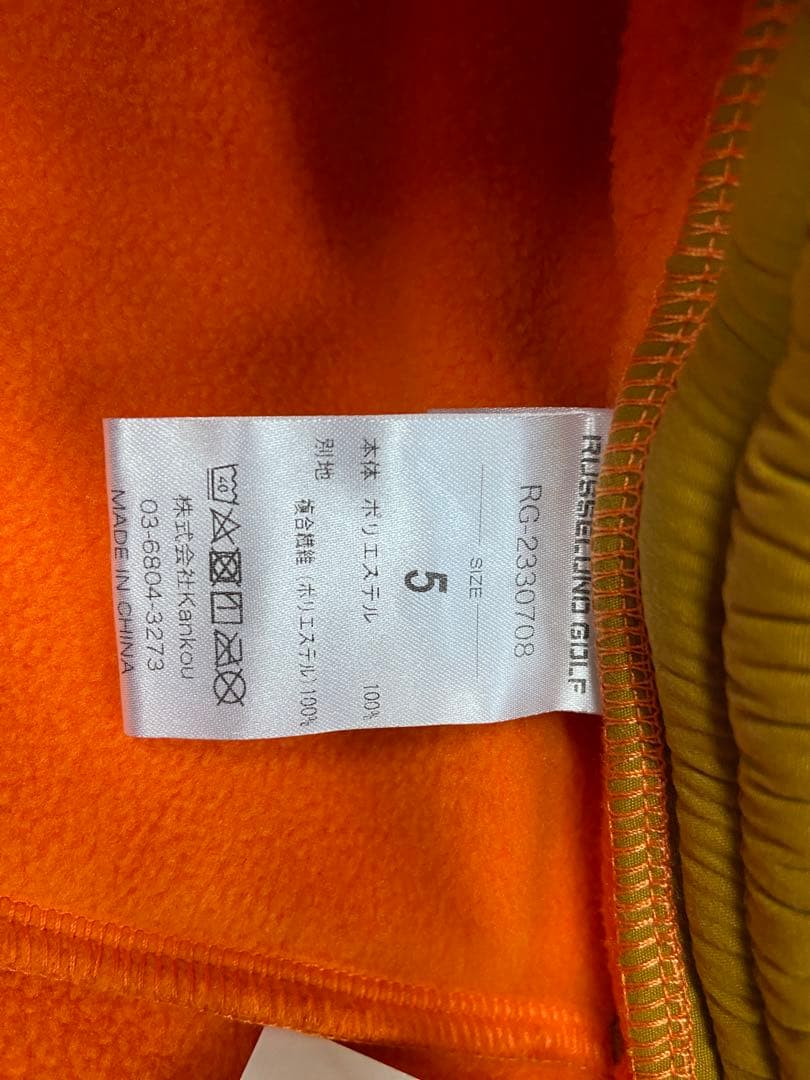 RUSSELUNO GOLF
RG-2330708
SIZE
5
本体 ポリエステル 100%
別地 複合繊維(ポリエステル)100%
40
株式会社Kankou
03-6804-3273
MADE IN CHINA